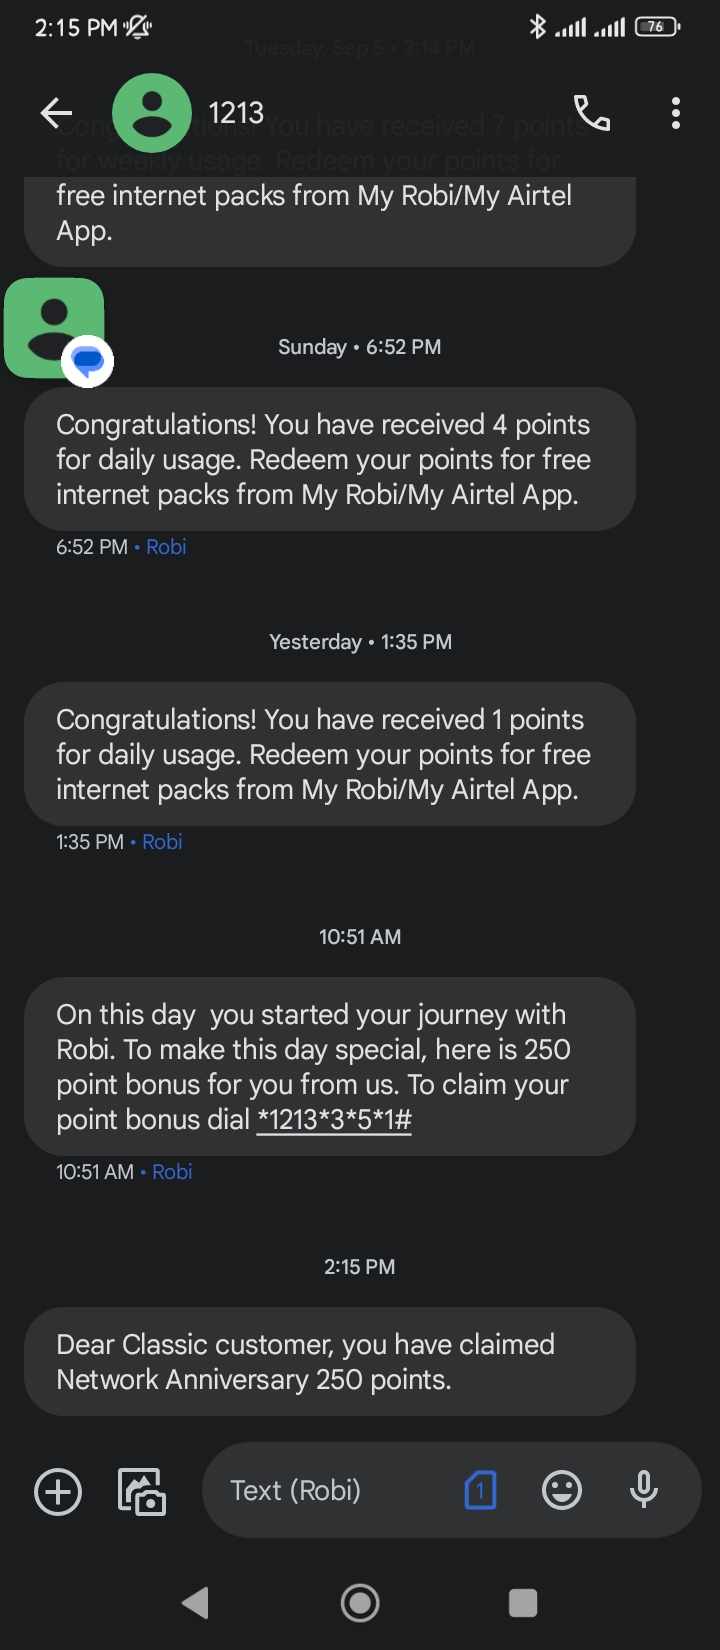 2:15 PM
76
Tuesday, Sep 5 • 2:14 PM
1213
Congratulations! You have received 7 points
for weekly usage. Redeem your points for
free internet packs from My Robi/My Airtel
App.
Sunday • 6:52 PM
Congratulations! You have received 4 points
for daily usage. Redeem your points for free
internet packs from My Robi/My Airtel App.
6:52 PM • Robi
Yesterday • 1:35 PM
Congratulations! You have received 1 points
for daily usage. Redeem your points for free
internet packs from My Robi/My Airtel App.
1:35 PM • Robi
10:51 AM
On this day  you started your journey with
Robi. To make this day special, here is 250
point bonus for you from us. To claim your
point bonus dial *1213*3*5*1#
10:51 AM • Robi
2:15 PM
Dear Classic customer, you have claimed
Network Anniversary 250 points.
Text (Robi)
1